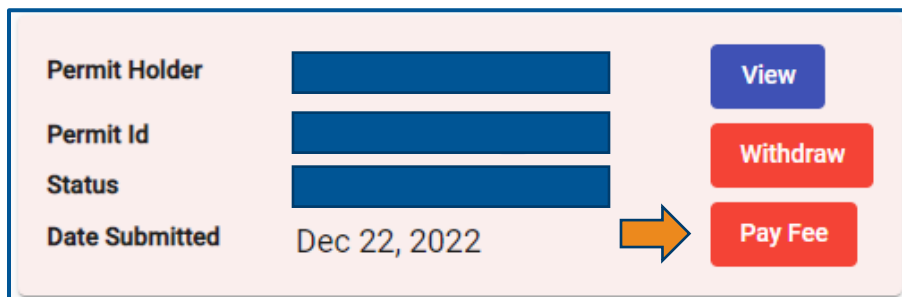 Permit Holder
View
Permit Id
Withdraw
Status
Date Submitted Dec 22, 2022
Pay Fee